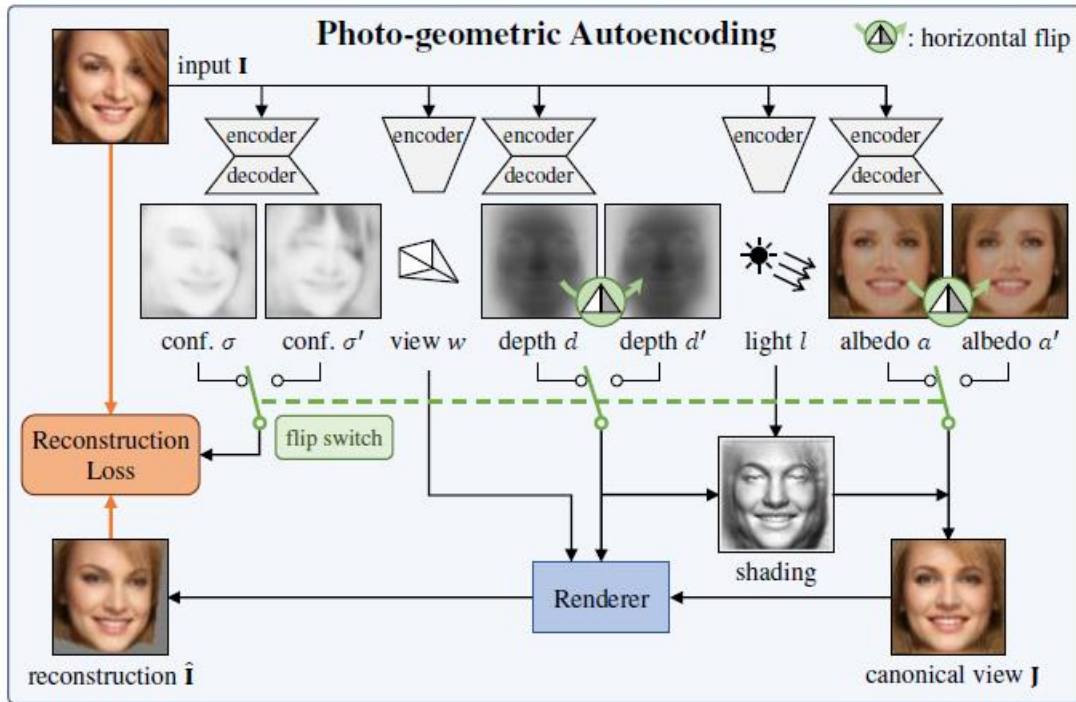 Photo-geometric Autoencoding
: horizontal flip
input I
encoder
decoder
encoder
encoder
decoder
encoder
encoder
decoder
conf. σ
conf. σ′
view w
depth d
depth d′
light l
albedo a
albedo a′
flip switch
Reconstruction
Loss
shading
Renderer
reconstruction Î
canonical view J